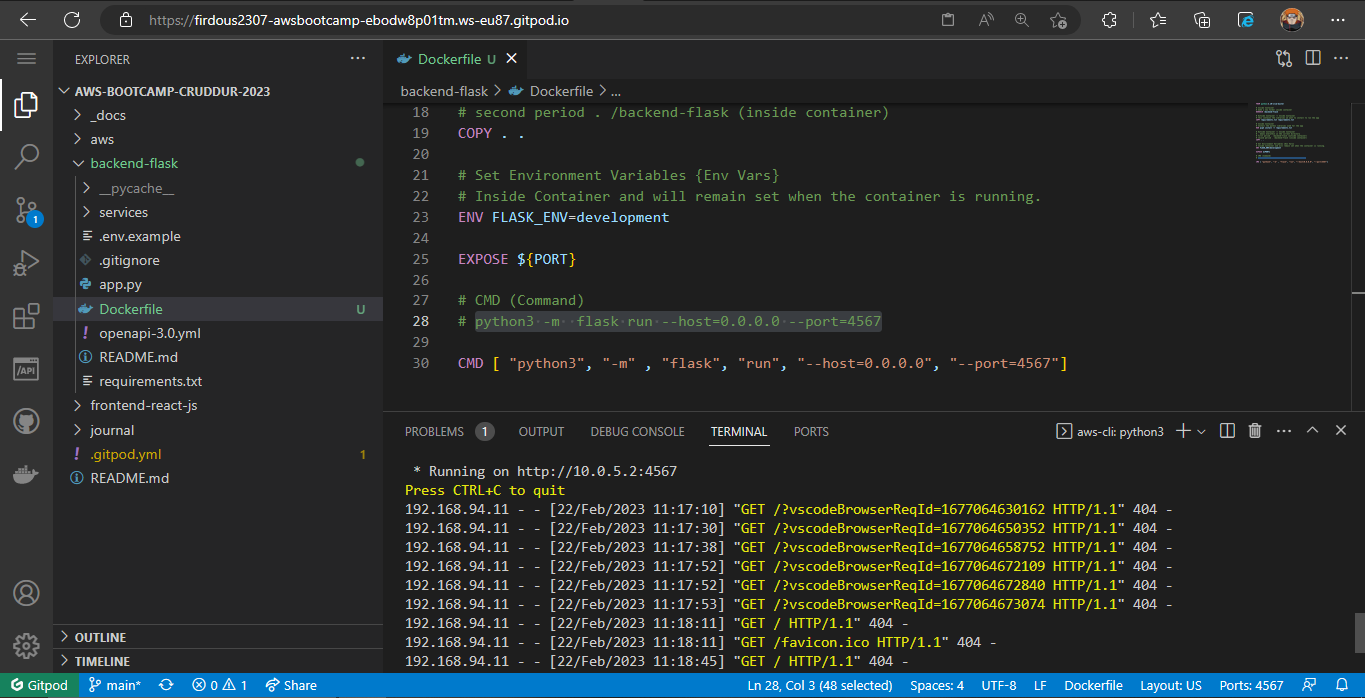 https://firdous2307-awsbootcamp-ebodw8p01tm.ws-eu87.gitpod.io
EXPLORER
AWS-BOOTCAMP-CRUDDUR-2023
_docs
aws
backend-flask
__pycache__
services
.env.example
.gitignore
app.py
Dockerfile U
openapi-3.0.yml
README.md
requirements.txt
frontend-react-js
journal
.gitpod.yml 1
README.md
OUTLINE
TIMELINE
1
/API
Dockerfile U
backend-flask > Dockerfile > ...
18 # second period . /backend-flask (inside container)
19 COPY . .
20
21 # Set Environment Variables {Env Vars}
22 # Inside Container and will remain set when the container is running.
23 ENV FLASK_ENV=development
24
25 EXPOSE ${PORT}
26
27 # CMD (Command)
28 # python3 -m  flask run --host=0.0.0.0 --port=4567
29
30 CMD [ "python3", "-m" , "flask", "run", "--host=0.0.0.0", "--port=4567"]
PROBLEMS 1 OUTPUT DEBUG CONSOLE TERMINAL PORTS aws-cli: python3
* Running on http://10.0.5.2:4567
Press CTRL+C to quit
192.168.94.11 - - [22/Feb/2023 11:17:10] "GET /?vscodeBrowserReqId=1677064630162 HTTP/1.1" 404 -
192.168.94.11 - - [22/Feb/2023 11:17:30] "GET /?vscodeBrowserReqId=1677064650352 HTTP/1.1" 404 -
192.168.94.11 - - [22/Feb/2023 11:17:38] "GET /?vscodeBrowserReqId=1677064658752 HTTP/1.1" 404 -
192.168.94.11 - - [22/Feb/2023 11:17:52] "GET /?vscodeBrowserReqId=1677064672109 HTTP/1.1" 404 -
192.168.94.11 - - [22/Feb/2023 11:17:52] "GET /?vscodeBrowserReqId=1677064672840 HTTP/1.1" 404 -
192.168.94.11 - - [22/Feb/2023 11:17:53] "GET /?vscodeBrowserReqId=1677064673074 HTTP/1.1" 404 -
192.168.94.11 - - [22/Feb/2023 11:18:11] "GET / HTTP/1.1" 404 -
192.168.94.11 - - [22/Feb/2023 11:18:11] "GET /favicon.ico HTTP/1.1" 404 -
192.168.94.11 - - [22/Feb/2023 11:18:45] "GET / HTTP/1.1" 404 -
Gitpod main* 0 1 Share Ln 28, Col 3 (48 selected) Spaces: 4 UTF-8 LF Dockerfile Layout: US Ports: 4567